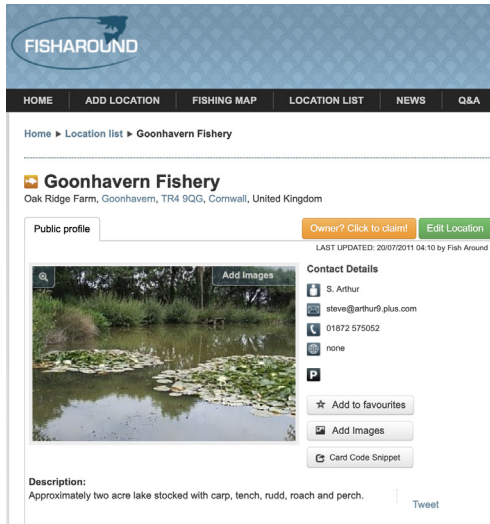 FISHAROUND
HOME ADD LOCATION FISHING MAP LOCATION LIST NEWS Q&A
Home ▶ Location list ▶ Goonhavern Fishery
Goonhavern Fishery
Oak Ridge Farm, Goonhavern, TR4 9QG, Cornwall, United Kingdom
Public profile
Owner? Click to claim!
Edit Location
LAST UPDATED: 20/07/2011 04:10 by Fish Around
Add Images
Contact Details
S. Arthur
steve@arthur9.plus.com
01872 575052
none
P
Add to favourites
Add Images
Card Code Snippet
Description:
Approximately two acre lake stocked with carp, tench, rudd, roach and perch.
Tweet